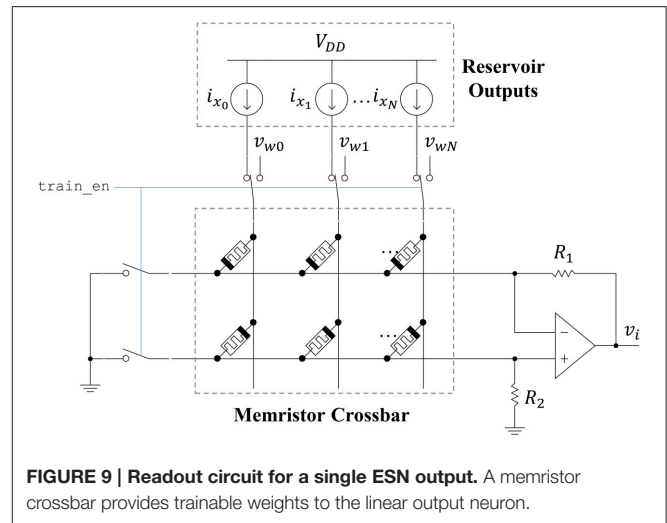 V_DD
Reservoir Outputs
i_x0 i_x1 ...i_xN
v_w0 v_w1 v_wN
train_en
...
R_1
−
+
v_i
...
R_2
Memristor Crossbar
FIGURE 9 | Readout circuit for a single ESN output. A memristor
crossbar provides trainable weights to the linear output neuron.